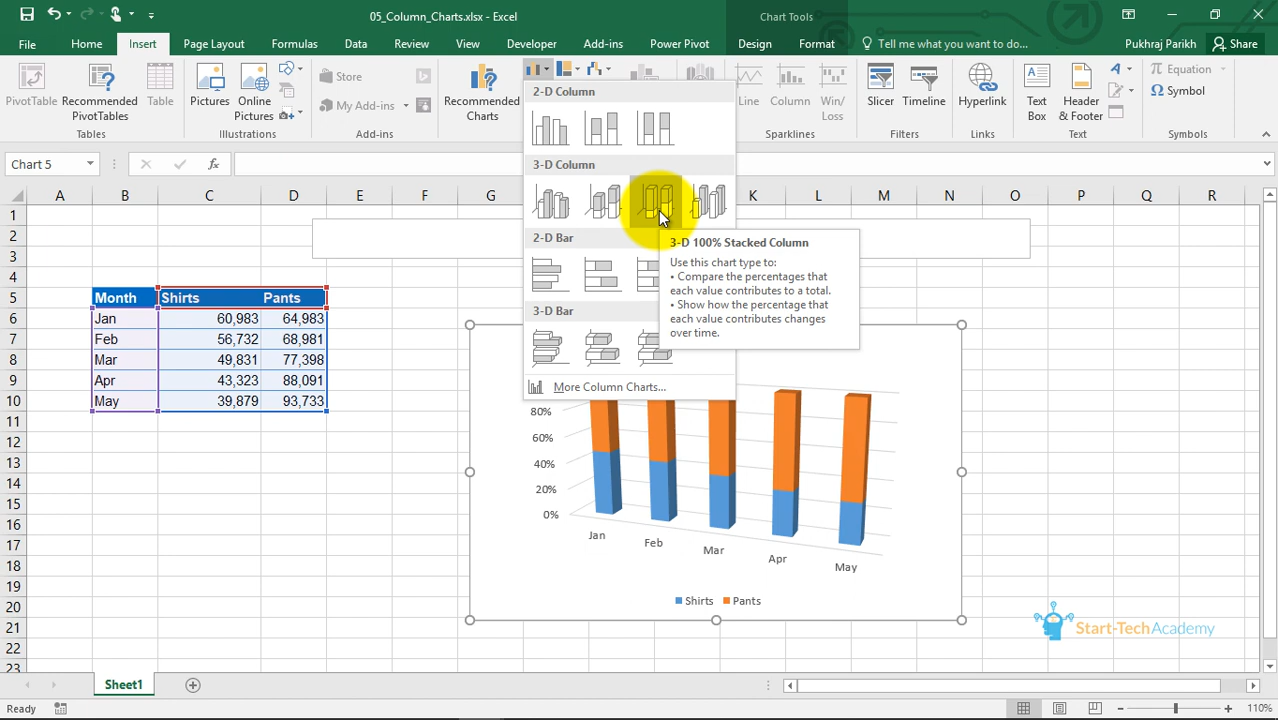 05_Column_Charts.xlsx - Excel
Chart Tools
File Home Insert Page Layout Formulas Data Review View Developer Add-ins Power Pivot Design Format Tell me what you want to do... Pukhraj Parikh Share
PivotTable
Recommended
PivotTables
Table
Tables
Pictures
Online
Pictures
Illustrations
Store
My Add-ins
Add-ins
Recommended
Charts
Line
Column
Win/
Loss
Sparklines
Slicer
Timeline
Filters
Hyperlink
Links
Text
Box
Header
& Footer
Text
Equation
Symbol
Symbols
Chart 5
fx
2-D Column
3-D Column
2-D Bar
3-D Bar
More Column Charts...
3-D 100% Stacked Column
Use this chart type to:
• Compare the percentages that
each value contributes to a total.
• Show how the percentage that
each value contributes changes
over time.
A B C D E F G K L M N O P Q R
1
2
3
4
5 Month Shirts Pants
6 Jan 60,983 64,983
7 Feb 56,732 68,981
8 Mar 49,831 77,398
9 Apr 43,323 88,091
10 May 39,879 93,733
11
12
13
14
15
16
17
18
19
20
21
22
23
80%
60%
40%
20%
0%
Jan
Feb
Mar
Apr
May
Shirts Pants
Start-TechAcademy
Sheet1
Ready
110%